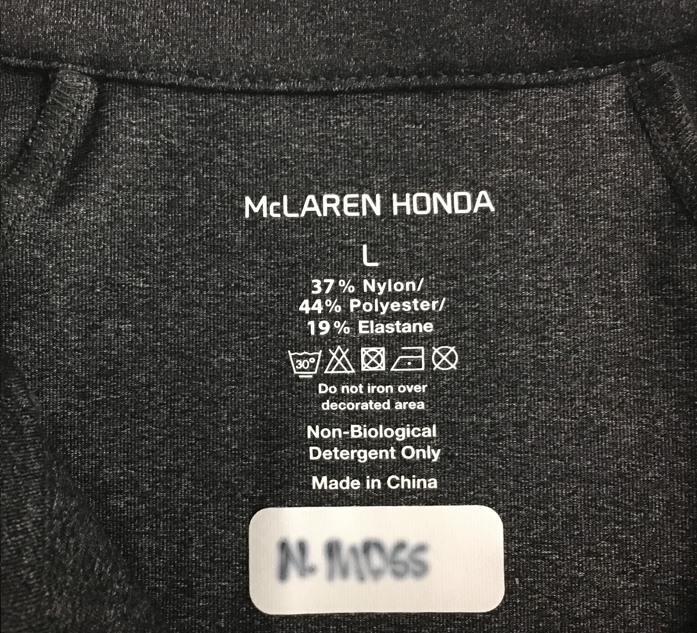 McLAREN HONDA
L
37% Nylon/
44% Polyester/
19% Elastane
30°
Do not iron over
decorated area
Non-Biological
Detergent Only
Made in China